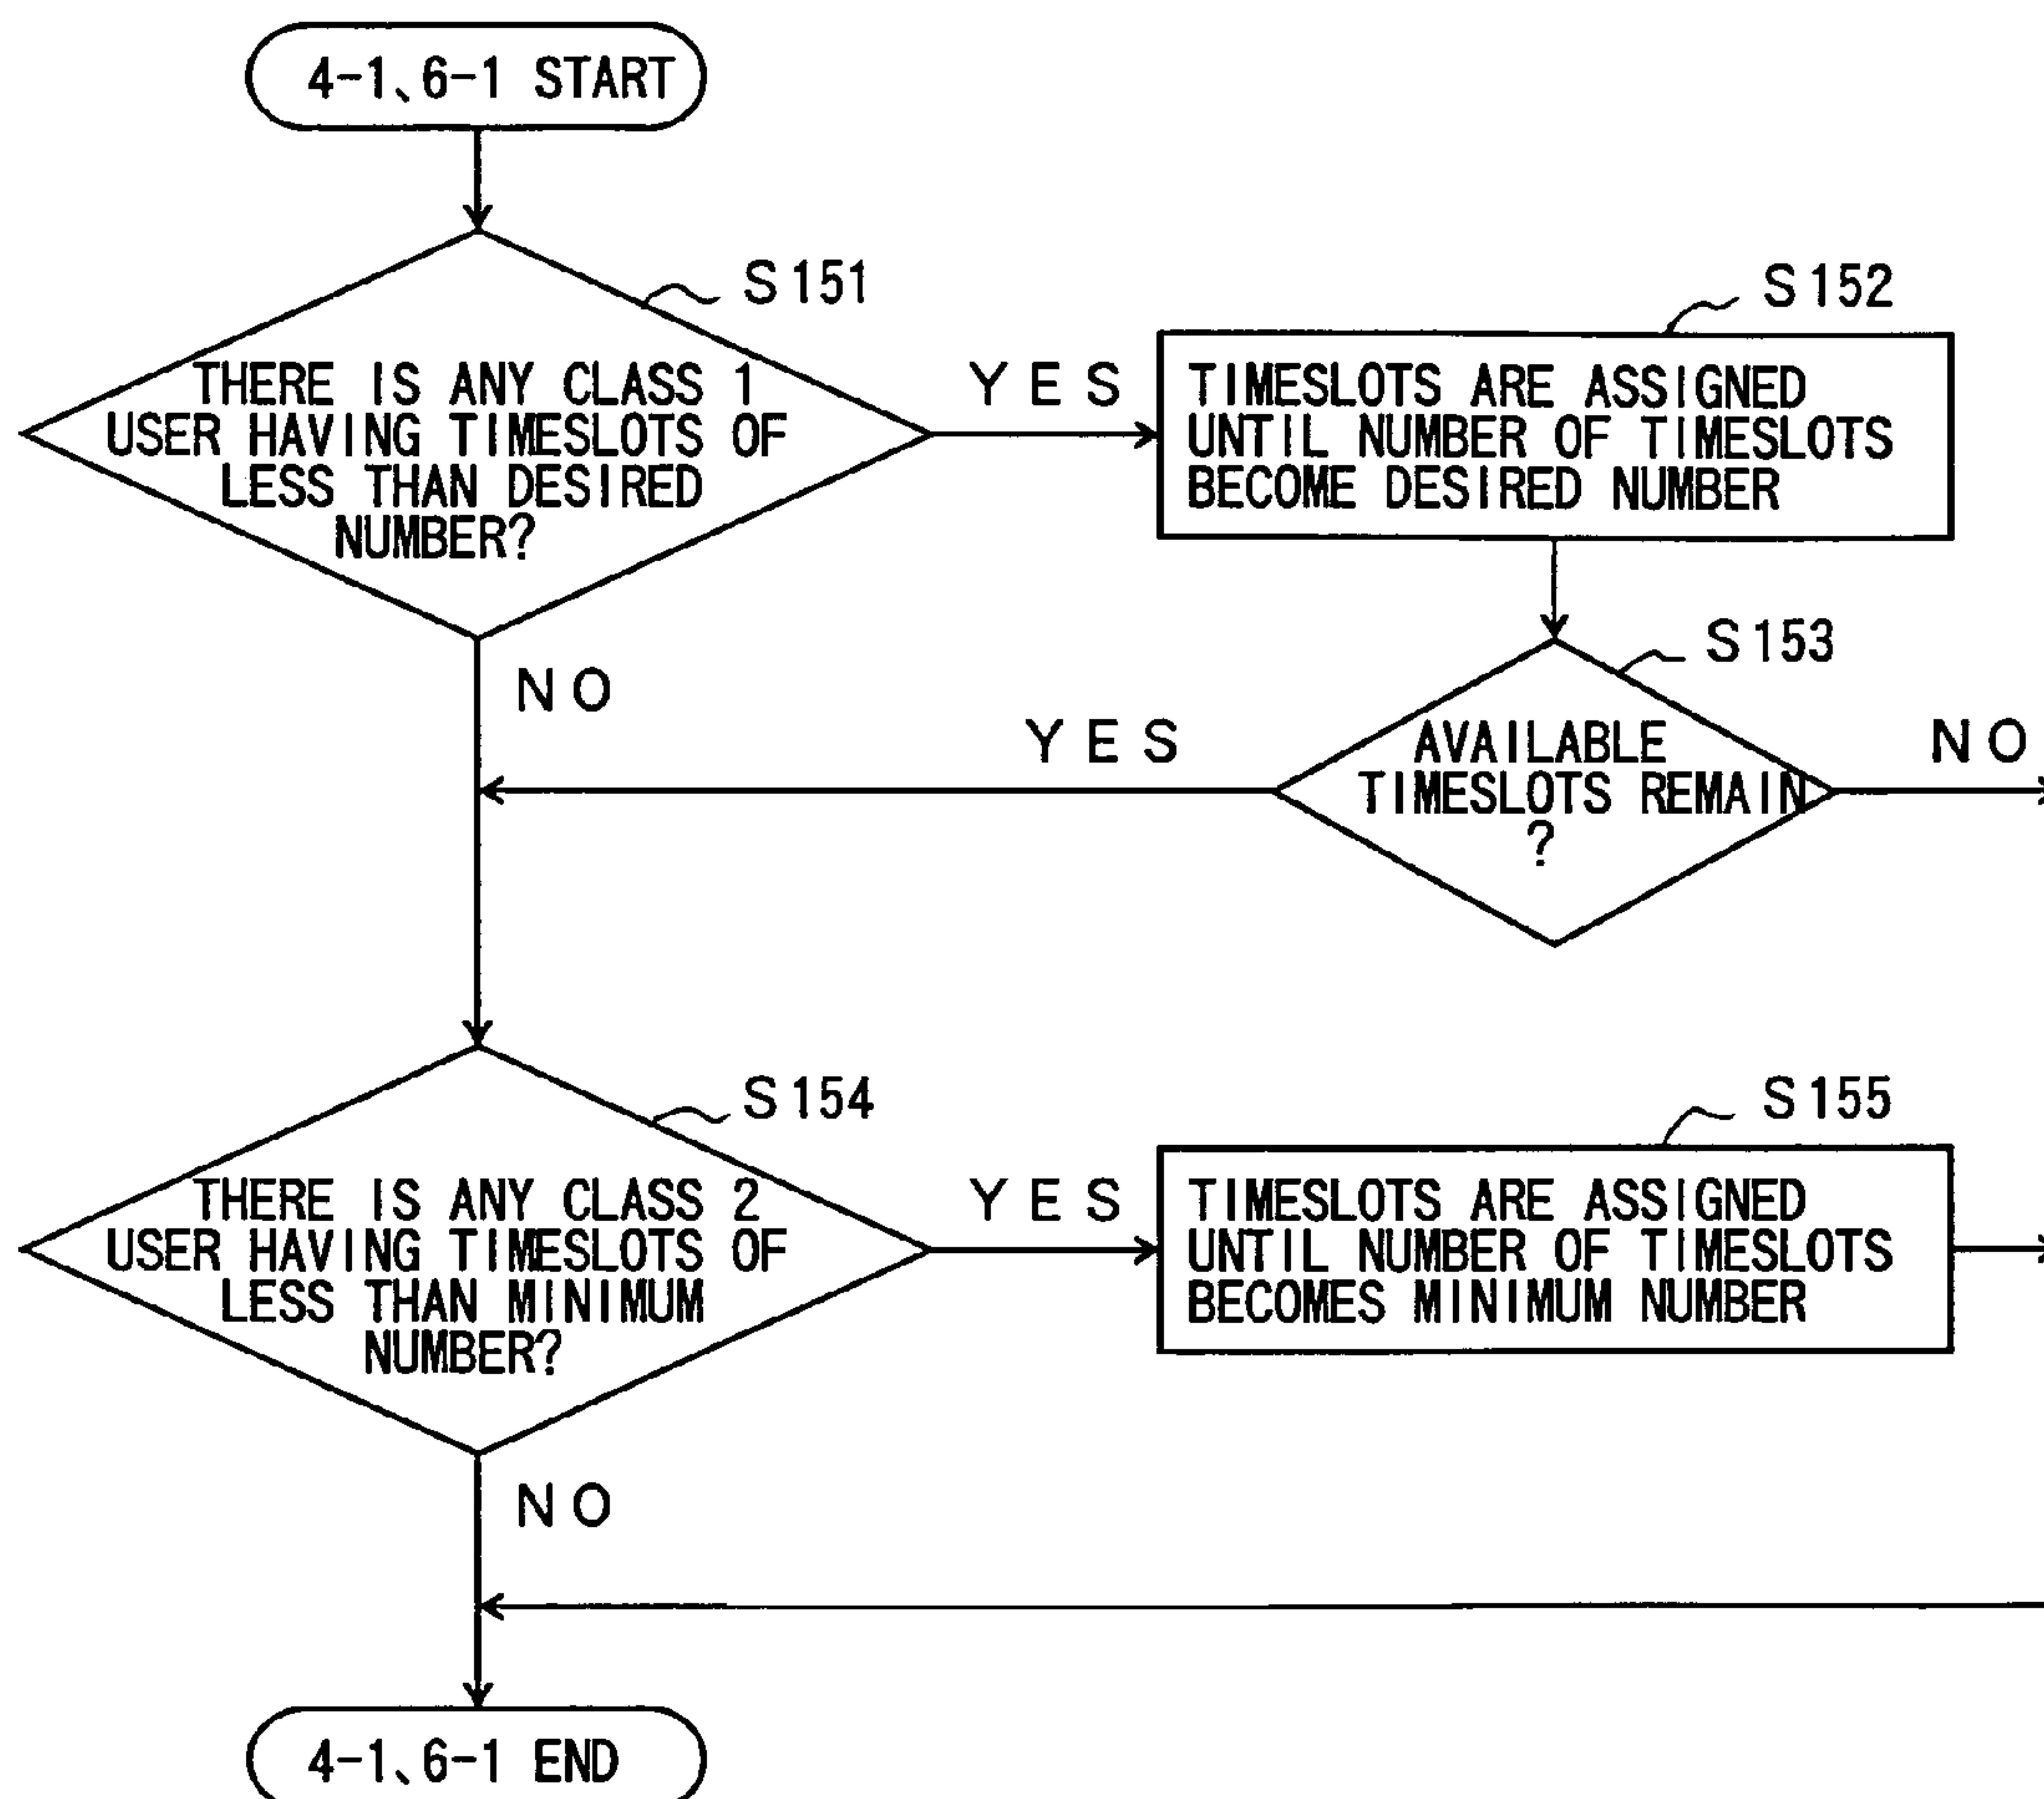 4-1、6-1 START
S151
THERE IS ANY CLASS 1
USER HAVING TIMESLOTS OF
LESS THAN DESIRED
NUMBER?
YES
NO
S152
TIMESLOTS ARE ASSIGNED
UNTIL NUMBER OF TIMESLOTS
BECOME DESIRED NUMBER
S153
AVAILABLE
TIMESLOTS REMAIN
?
YES
NO
S154
THERE IS ANY CLASS 2
USER HAVING TIMESLOTS OF
LESS THAN MINIMUM
NUMBER?
YES
NO
S155
TIMESLOTS ARE ASSIGNED
UNTIL NUMBER OF TIMESLOTS
BECOMES MINIMUM NUMBER
4-1、6-1 END